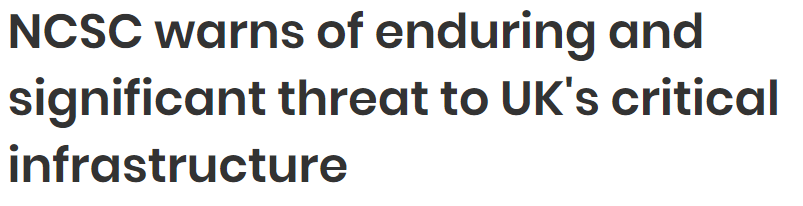 NCSC warns of enduring and
significant threat to UK's critical
infrastructure